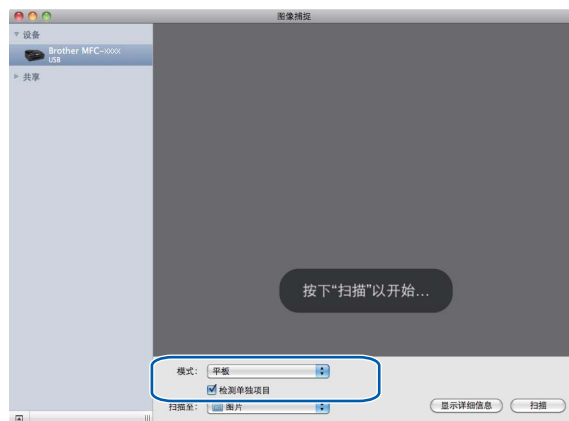 图像捕捉
设备
Brother MFC-xxxx
USB
共享
按下“扫描”以开始...
模式： 平板
检测单独项目
扫描至： 图片
显示详细信息 扫描